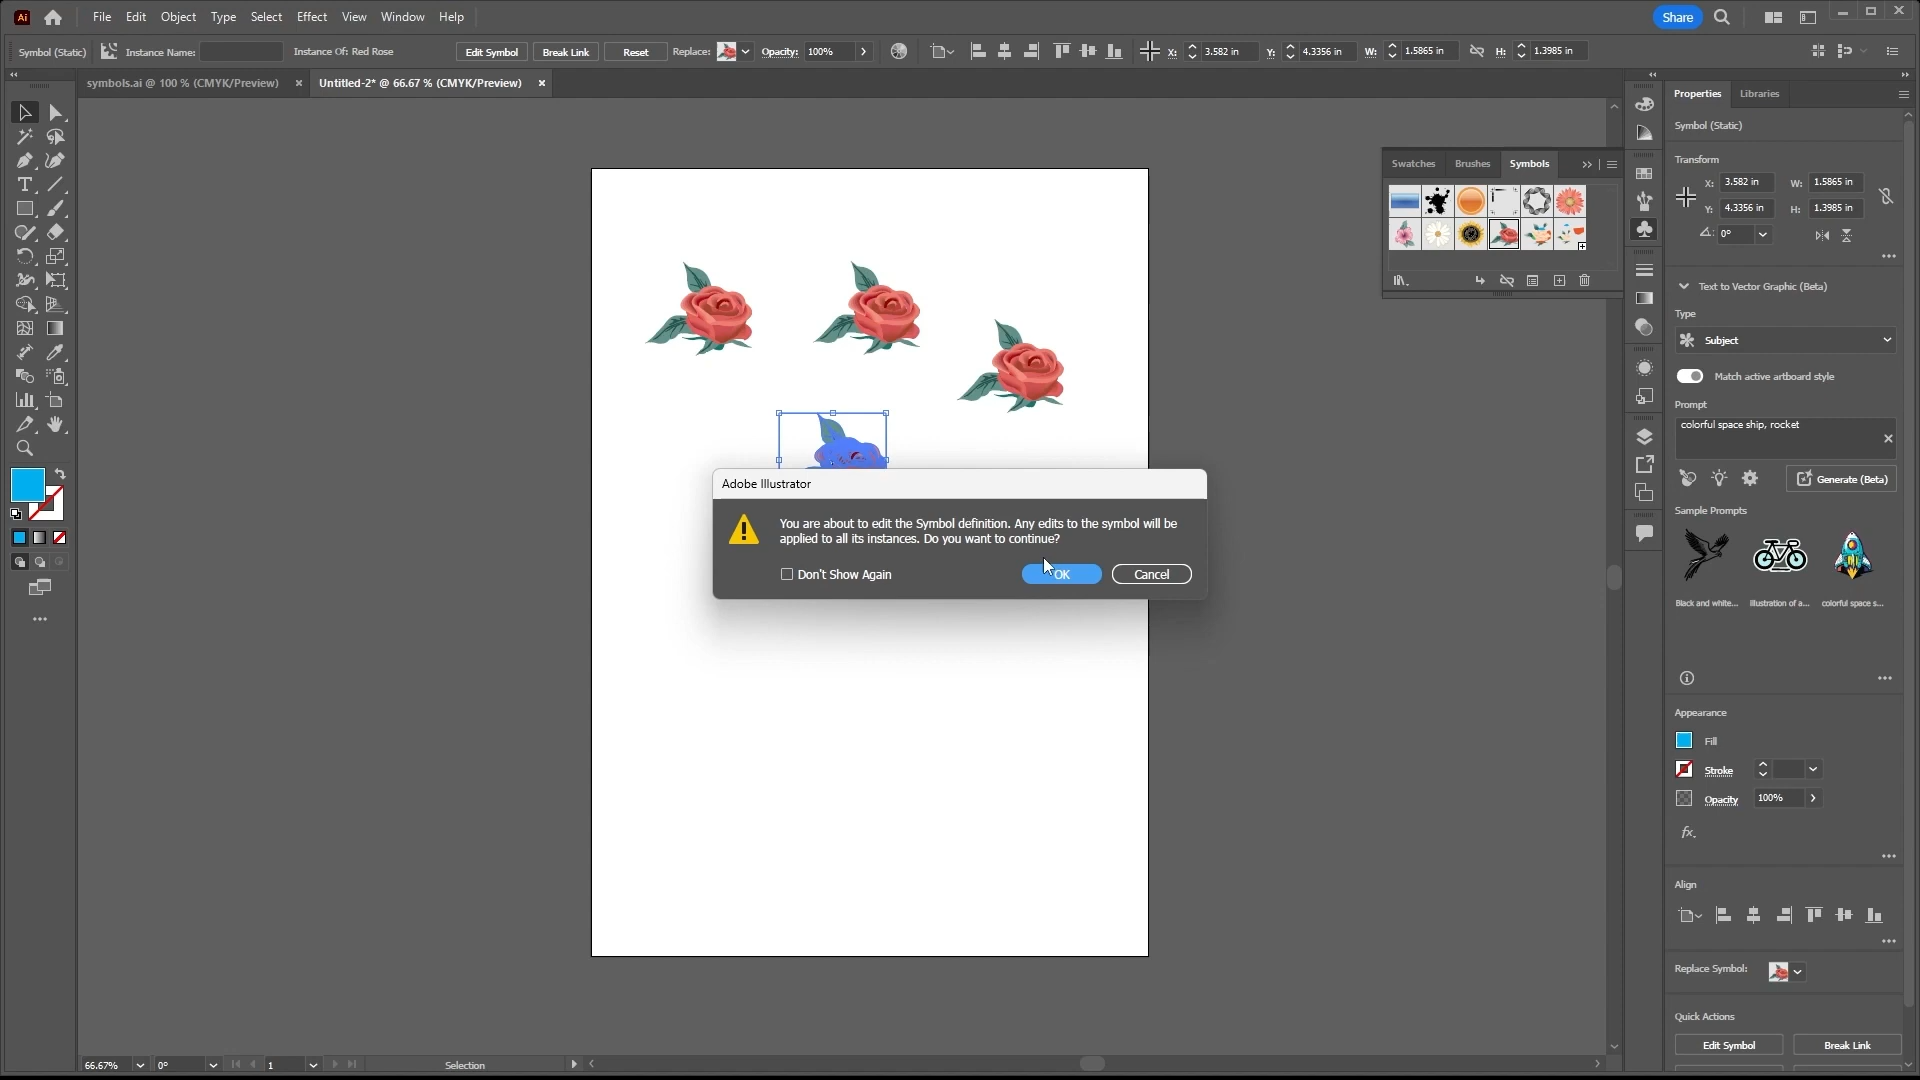 Ai File Edit Object Type Select Effect View Window Help Share
Symbol (Static) Instance Name: Instance Of: Red Rose Edit Symbol Break Link Reset Replace: Opacity: 100% X: 3.582 in Y: 4.3356 in W: 1.5865 in H: 1.3985 in
symbols.ai @ 100 % (CMYK/Preview) × Untitled-2* @ 66.67 % (CMYK/Preview) ×
Swatches Brushes Symbols
Adobe Illustrator
You are about to edit the Symbol definition. Any edits to the symbol will be
applied to all its instances. Do you want to continue?
Don't Show Again OK Cancel
Properties Libraries
Symbol (Static)
Transform
X: 3.582 in W: 1.5865 in
Y: 4.3356 in H: 1.3985 in
0°
Text to Vector Graphic (Beta)
Type
Subject
Match active artboard style
Prompt
colorful space ship, rocket
Generate (Beta)
Sample Prompts
Black and white... Illustration of a... colorful space s...
Appearance
Fill
Stroke
Opacity 100%
fx.
Align
Replace Symbol:
Quick Actions
Edit Symbol Break Link
66.67% 0° 1 Selection